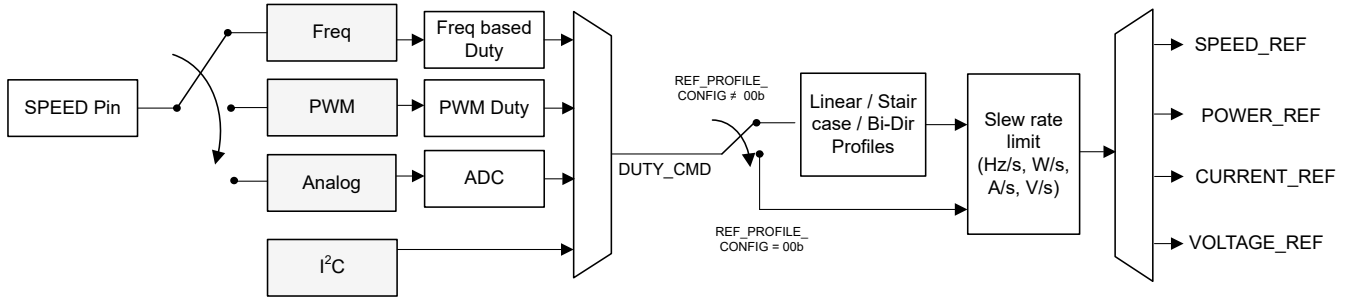 SPEED Pin
Freq
Freq based
Duty
PWM
PWM Duty
Analog
ADC
I²C
DUTY_CMD
REF_PROFILE_
CONFIG ≠ 00b
REF_PROFILE_
CONFIG = 00b
Linear / Stair
case / Bi-Dir
Profiles
Slew rate
limit
(Hz/s, W/s,
A/s, V/s)
SPEED_REF
POWER_REF
CURRENT_REF
VOLTAGE_REF